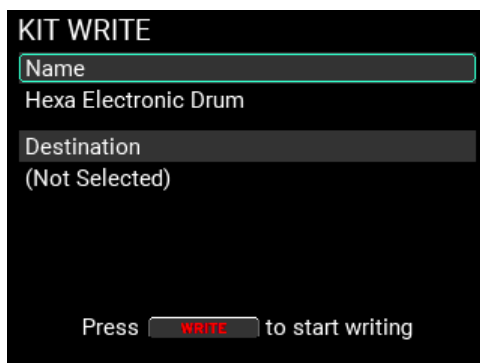 KIT WRITE
Name
Hexa Electronic Drum
Destination
(Not Selected)
Press WRITE to start writing